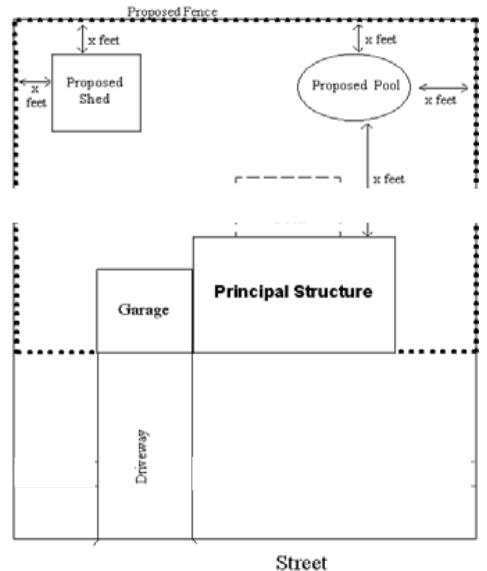 Proposed Fence
x feet
x feet
Proposed
Shed
x
feet
Proposed Pool
x feet
x feet
Principal Structure
Garage
Driveway
Street